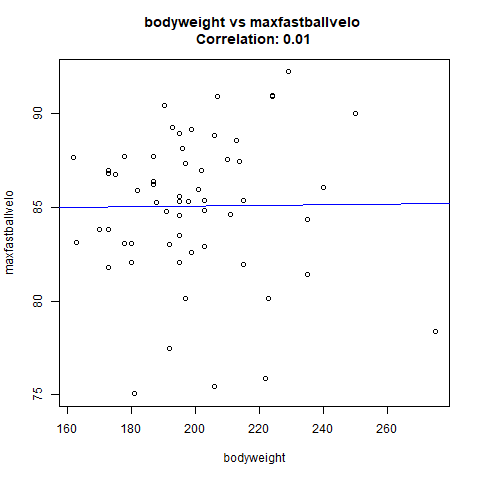 bodyweight vs maxfastballvelo
Correlation: 0.01
90
85
80
75
maxfastballvelo
160 180 200 220 240 260
bodyweight